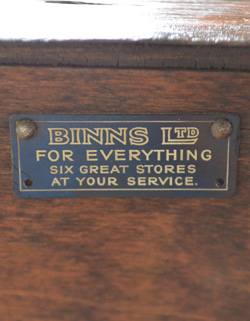 BINNS LTD
FOR EVERYTHING
SIX GREAT STORES
AT YOUR SERVICE.